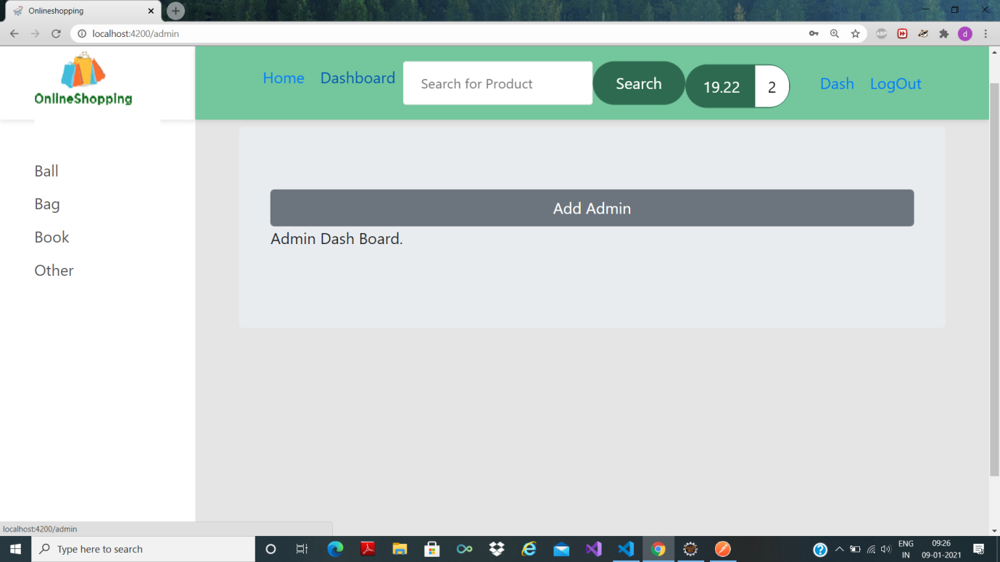 Onlineshopping
localhost:4200/admin
ABP
d
OnlineShopping
Home
Dashboard
Search for Product
Search
19.22
2
Dash
LogOut
Ball
Bag
Book
Other
Add Admin
Admin Dash Board.
localhost:4200/admin
Type here to search
ENG
IN
09:26
09-01-2021